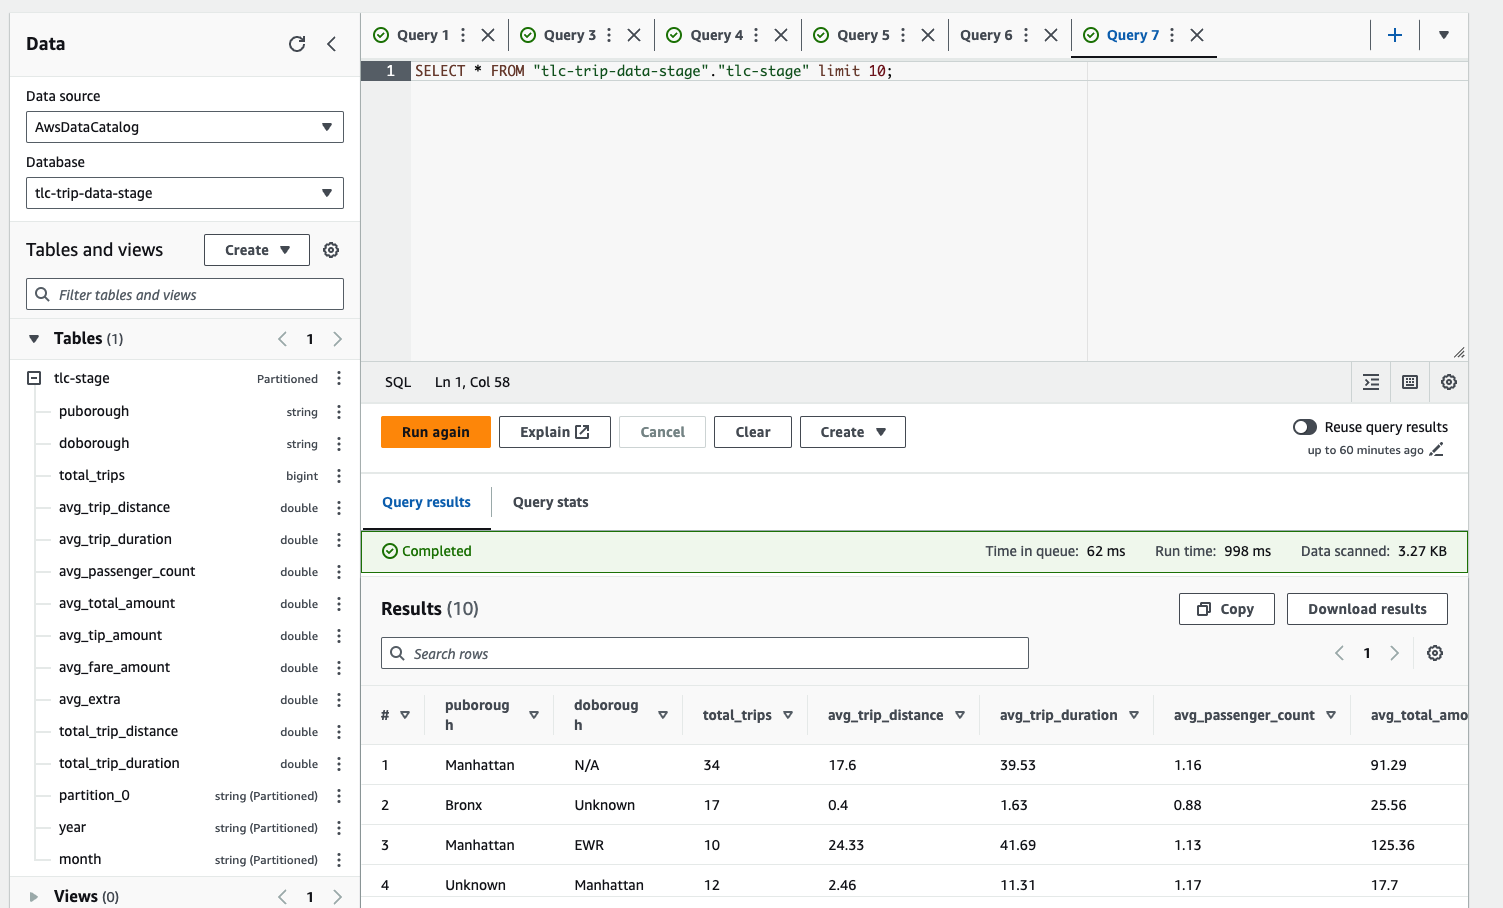 Data
Data source
AwsDataCatalog
Database
tlc-trip-data-stage
Tables and views
Create
Filter tables and views
Tables (1)
1
tlc-stage Partitioned
puborough string
doborough string
total_trips bigint
avg_trip_distance double
avg_trip_duration double
avg_passenger_count double
avg_total_amount double
avg_tip_amount double
avg_fare_amount double
avg_extra double
total_trip_distance double
total_trip_duration double
partition_0 string (Partitioned)
year string (Partitioned)
month string (Partitioned)
Views (0)
1
Query 1 Query 3 Query 4 Query 5 Query 6 Query 7
1 SELECT * FROM "tlc-trip-data-stage"."tlc-stage" limit 10;
SQL Ln 1, Col 58
Run again Explain Cancel Clear Create
Reuse query results
up to 60 minutes ago
Query results Query stats
Completed Time in queue: 62 ms Run time: 998 ms Data scanned: 3.27 KB
Results (10) Copy Download results
Search rows
1
# puboroug
h doboroug
h total_trips avg_trip_distance avg_trip_duration avg_passenger_count avg_total_amo
1 Manhattan N/A 34 17.6 39.53 1.16 91.29
2 Bronx Unknown 17 0.4 1.63 0.88 25.56
3 Manhattan EWR 10 24.33 41.69 1.13 125.36
4 Unknown Manhattan 12 2.46 11.31 1.17 17.7